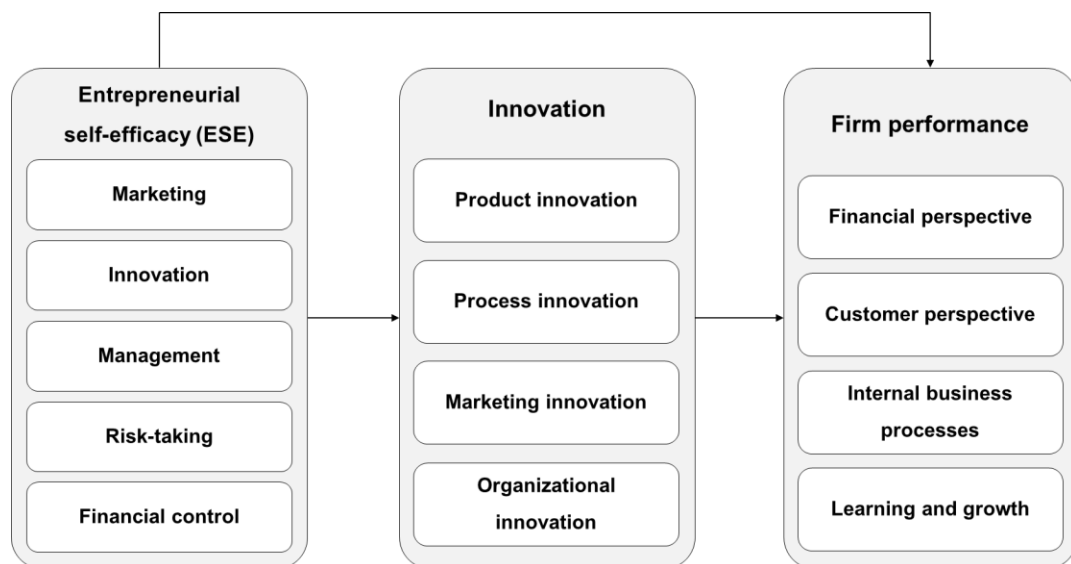 Entrepreneurial
self-efficacy (ESE)
Marketing
Innovation
Management
Risk-taking
Financial control
Innovation
Product innovation
Process innovation
Marketing innovation
Organizational
innovation
Firm performance
Financial perspective
Customer perspective
Internal business
processes
Learning and growth